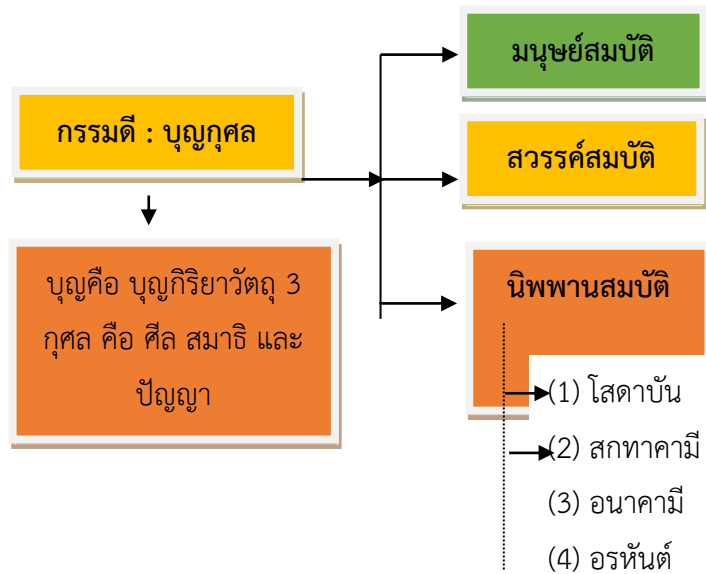 กรรมดี : บุญกุศล
บุญคือ บุญกิริยาวัตถุ 3
กุศล คือ ศีล สมาธิ และ
ปัญญา
มนุษย์สมบัติ
สวรรค์สมบัติ
นิพพานสมบัติ
(1) โสดาบัน
(2) สกทาคามี
(3) อนาคามี
(4) อรหันต์